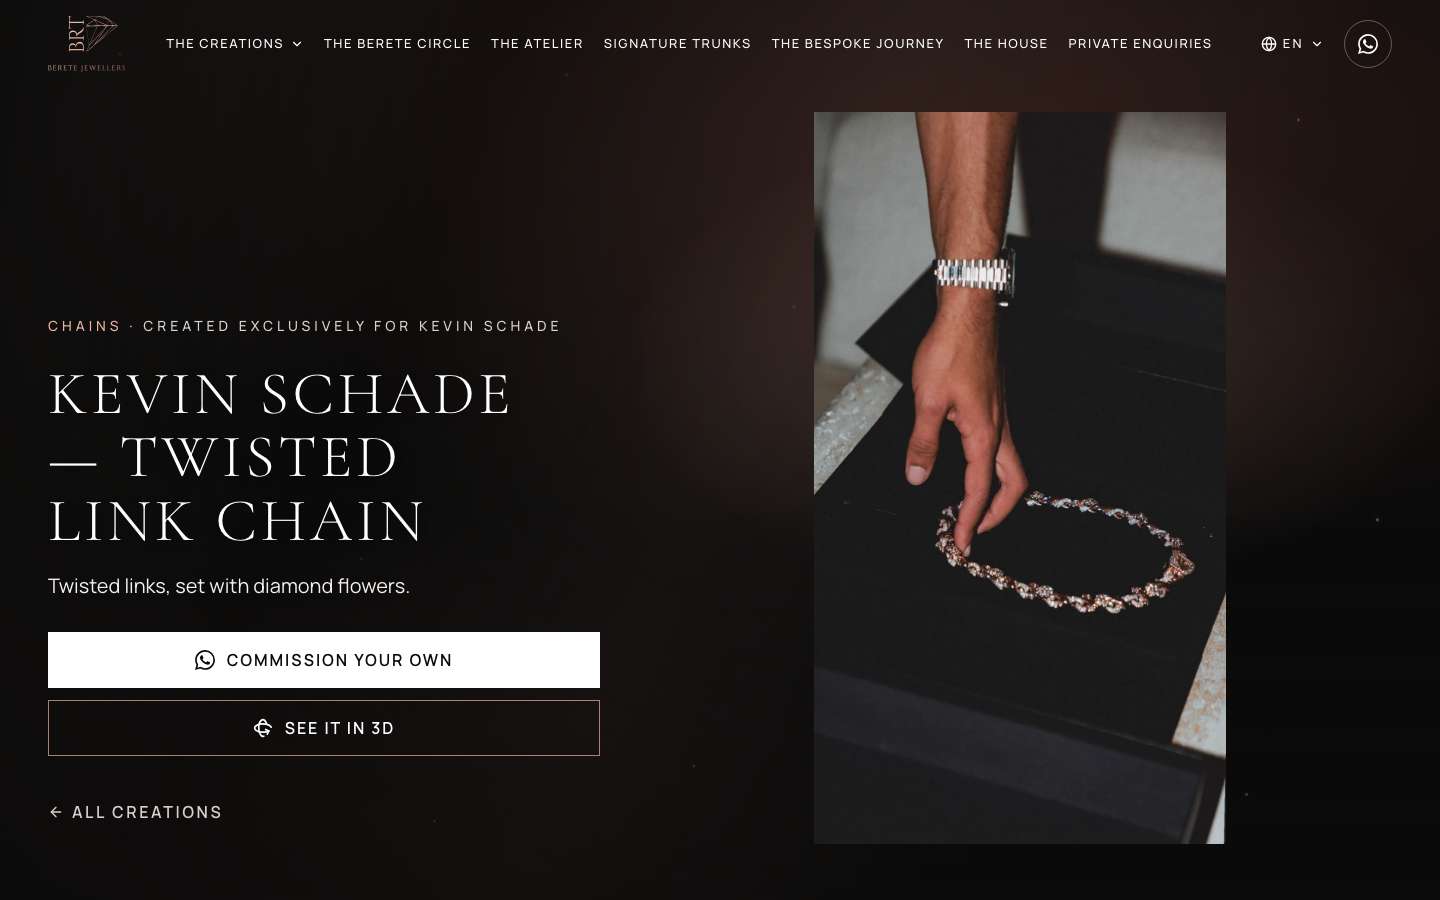 BRT
BERETE JEWELLERS
THE CREATIONS
THE BERETE CIRCLE
THE ATELIER
SIGNATURE TRUNKS
THE BESPOKE JOURNEY
THE HOUSE
PRIVATE ENQUIRIES
EN
CHAINS · CREATED EXCLUSIVELY FOR KEVIN SCHADE
KEVIN SCHADE
— TWISTED
LINK CHAIN
Twisted links, set with diamond flowers.
COMMISSION YOUR OWN
SEE IT IN 3D
← ALL CREATIONS